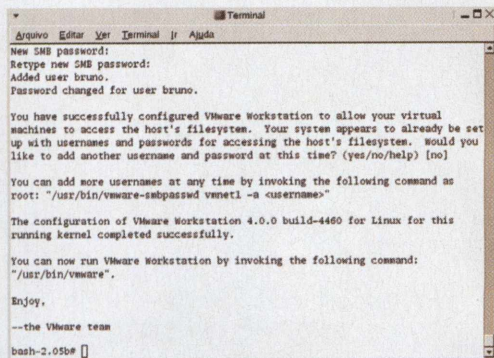 Terminal
Arquivo Editar Ver Terminal Ir Ajuda
New SMB password:
Retype new SMB password:
Added user bruno.
Password changed for user bruno.
You have successfully configured VMware Workstation to allow your virtual
machines to access the host's filesystem. Your system appears to already be set
up with usernames and passwords for accessing the host's filesystem. Would you
like to add another username and password at this time? (yes/no/help) [no]
You can add more usernames at any time by invoking the following command as
root: "/usr/bin/vmware-smbpasswd vmnet1 -a <username>"
The configuration of VMware Workstation 4.0.0 build-4460 for Linux for this
running kernel completed successfully.
You can now run VMware Workstation by invoking the following command:
"/usr/bin/vmware".
Enjoy,
--the VMware team
bash-2.05b#